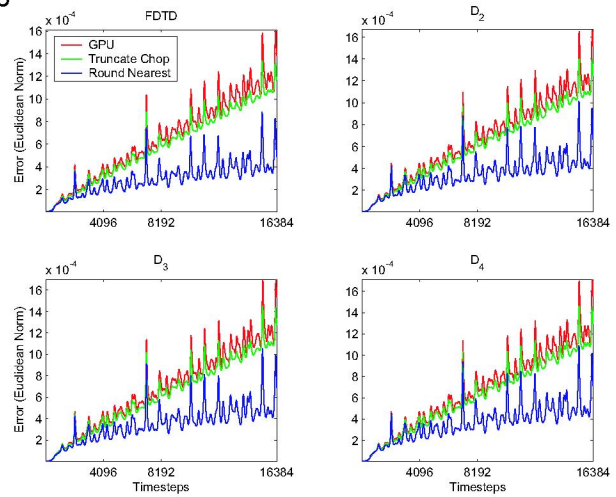 FDTD
x 10⁻⁴
16
14
12
10
8
6
4
2
Error (Euclidean Norm)
GPU
Truncate Chop
Round Nearest
4096
8192
16384
D₂
x 10⁻⁴
16
14
12
10
8
6
4
2
4096
8192
16384
D₃
x 10⁻⁴
16
14
12
10
8
6
4
2
Error (Euclidean Norm)
4096
8192
16384
Timesteps
D₄
x 10⁻⁴
16
14
12
10
8
6
4
2
4096
8192
16384
Timesteps